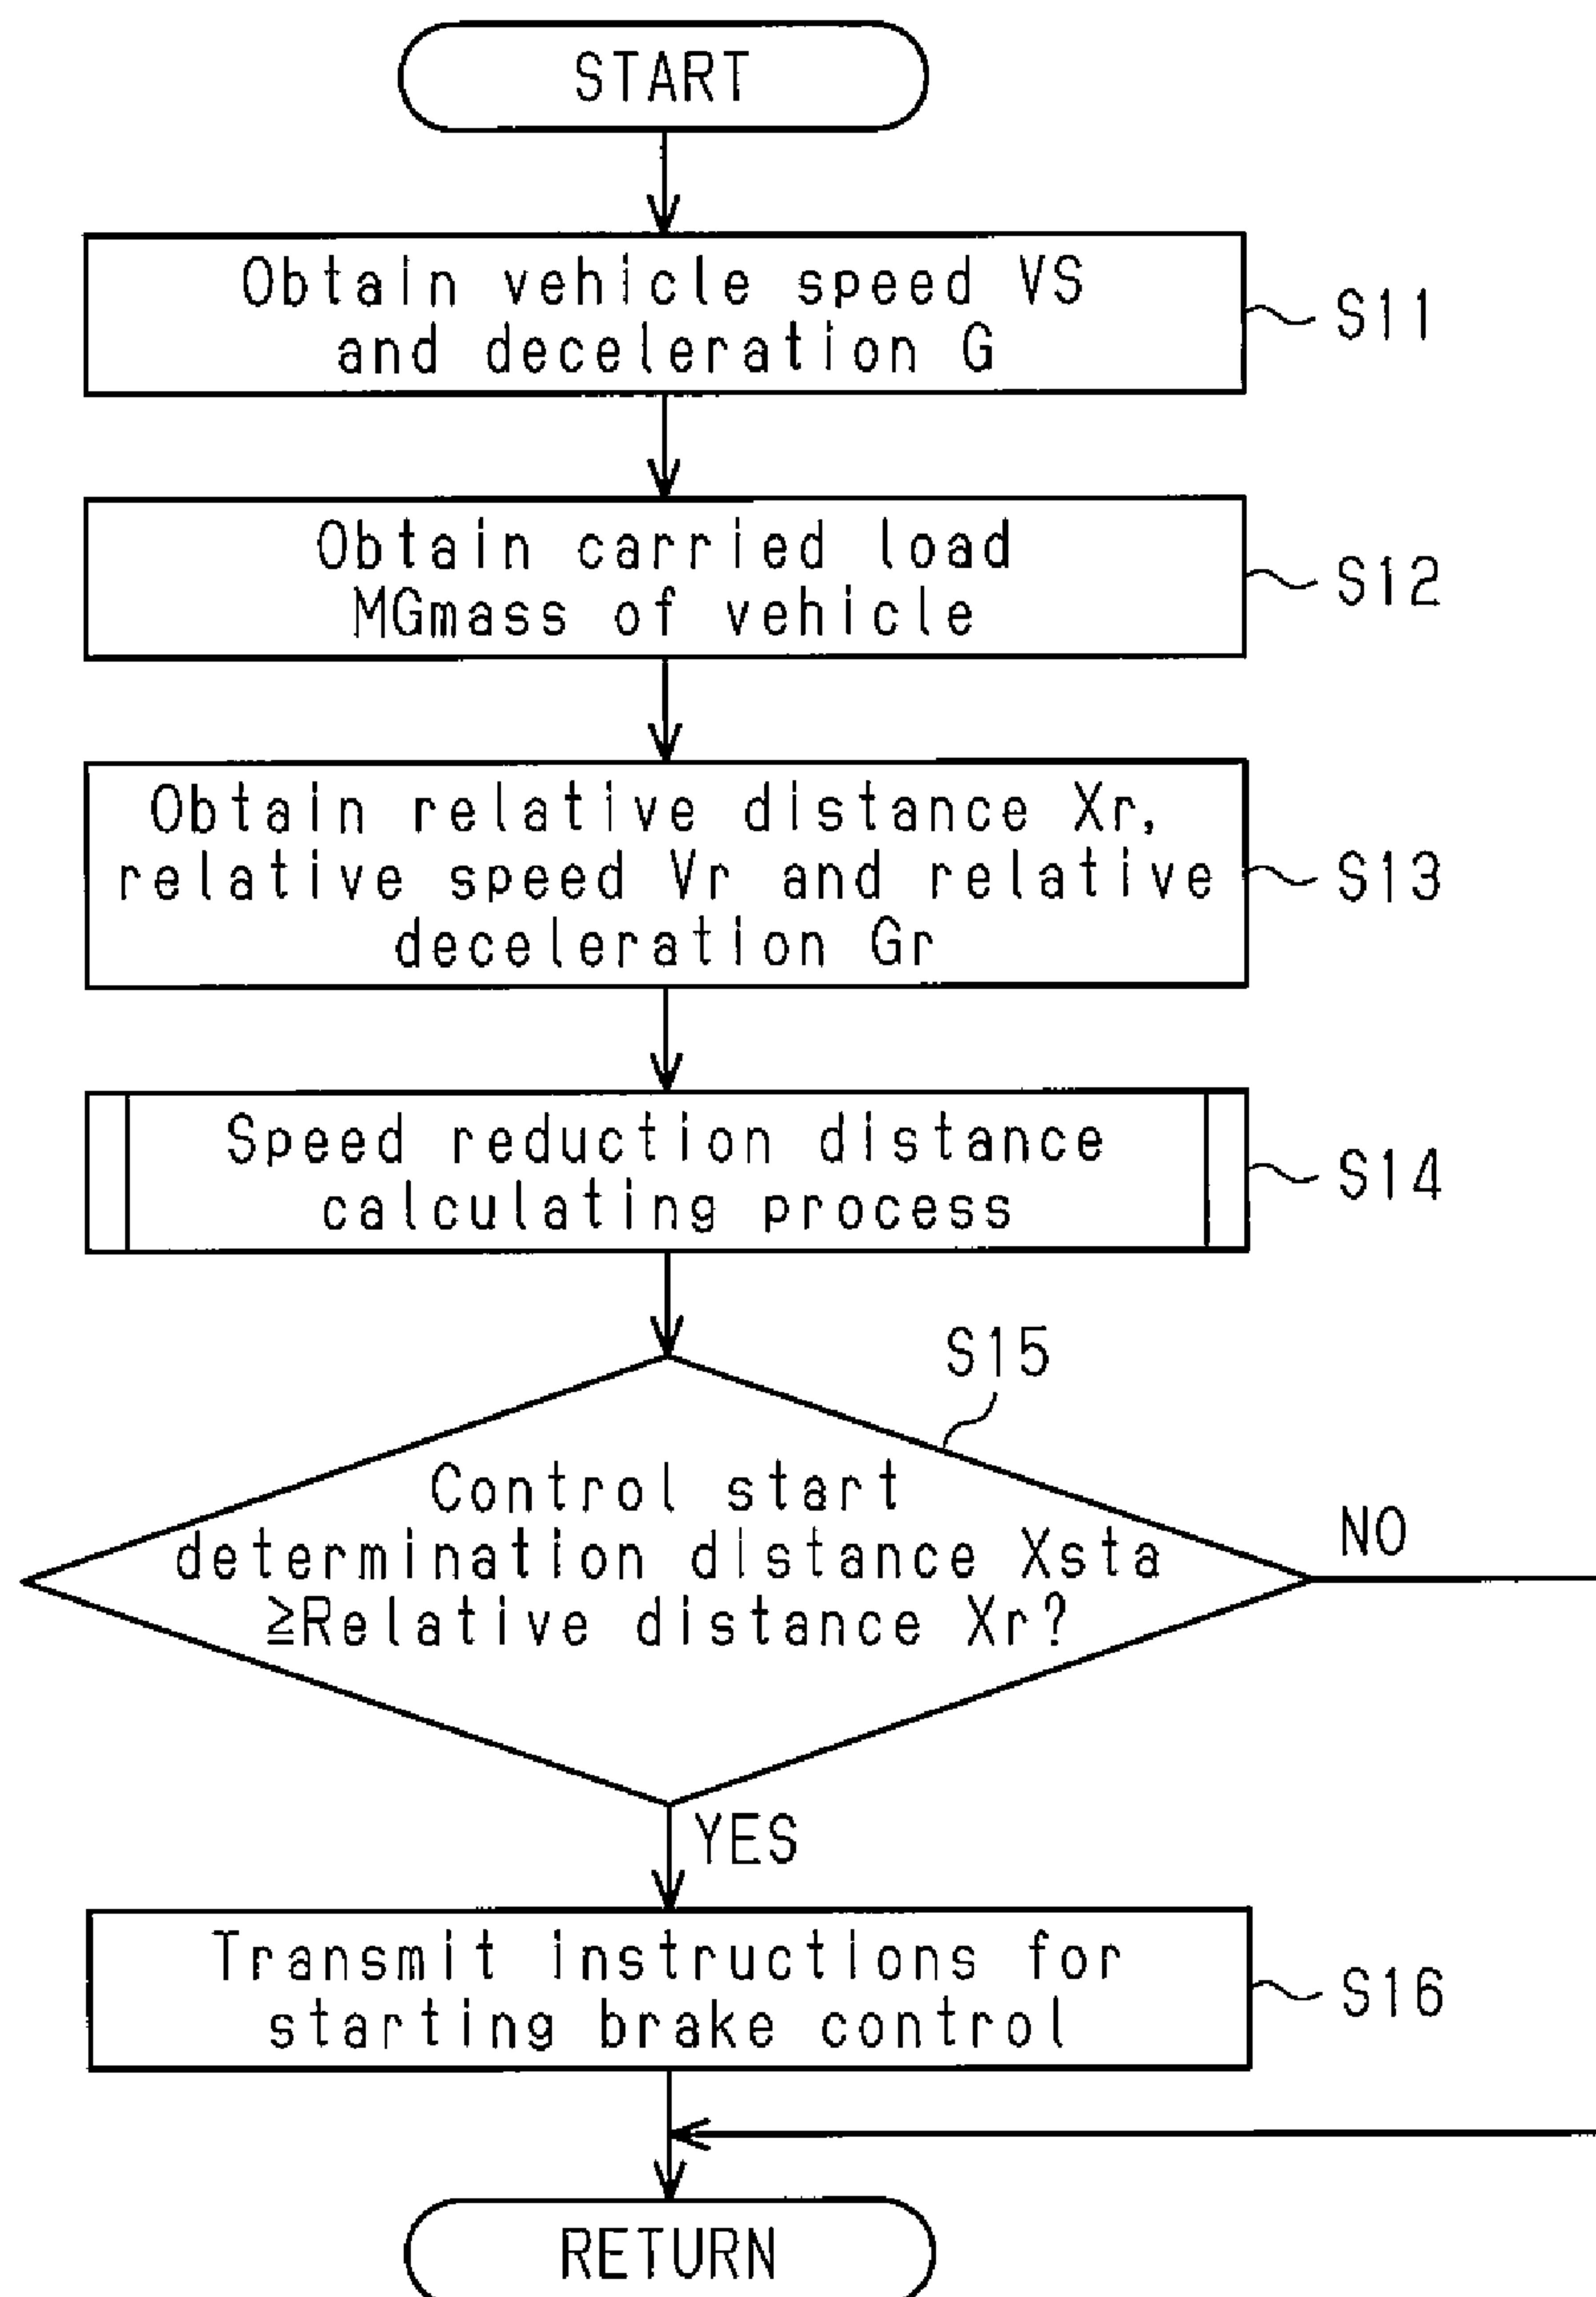 START
Obtain vehicle speed VS
and deceleration G
S11
Obtain carried load
MGmass of vehicle
S12
Obtain relative distance Xr,
relative speed Vr and relative
deceleration Gr
S13
Speed reduction distance
calculating process
S14
S15
Control start
determination distance Xsta
≧Relative distance Xr?
NO
YES
Transmit instructions for
starting brake control
S16
RETURN